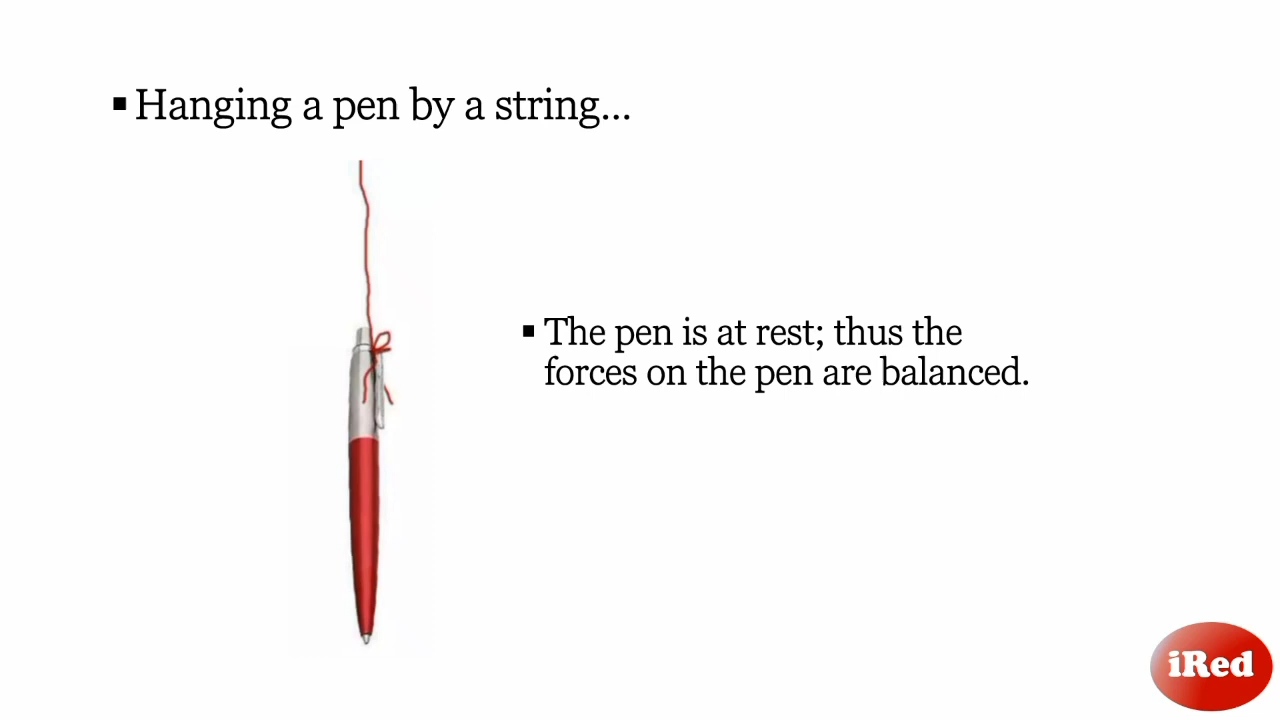 ▪ Hanging a pen by a string...
▪ The pen is at rest; thus the
forces on the pen are balanced.
iRed